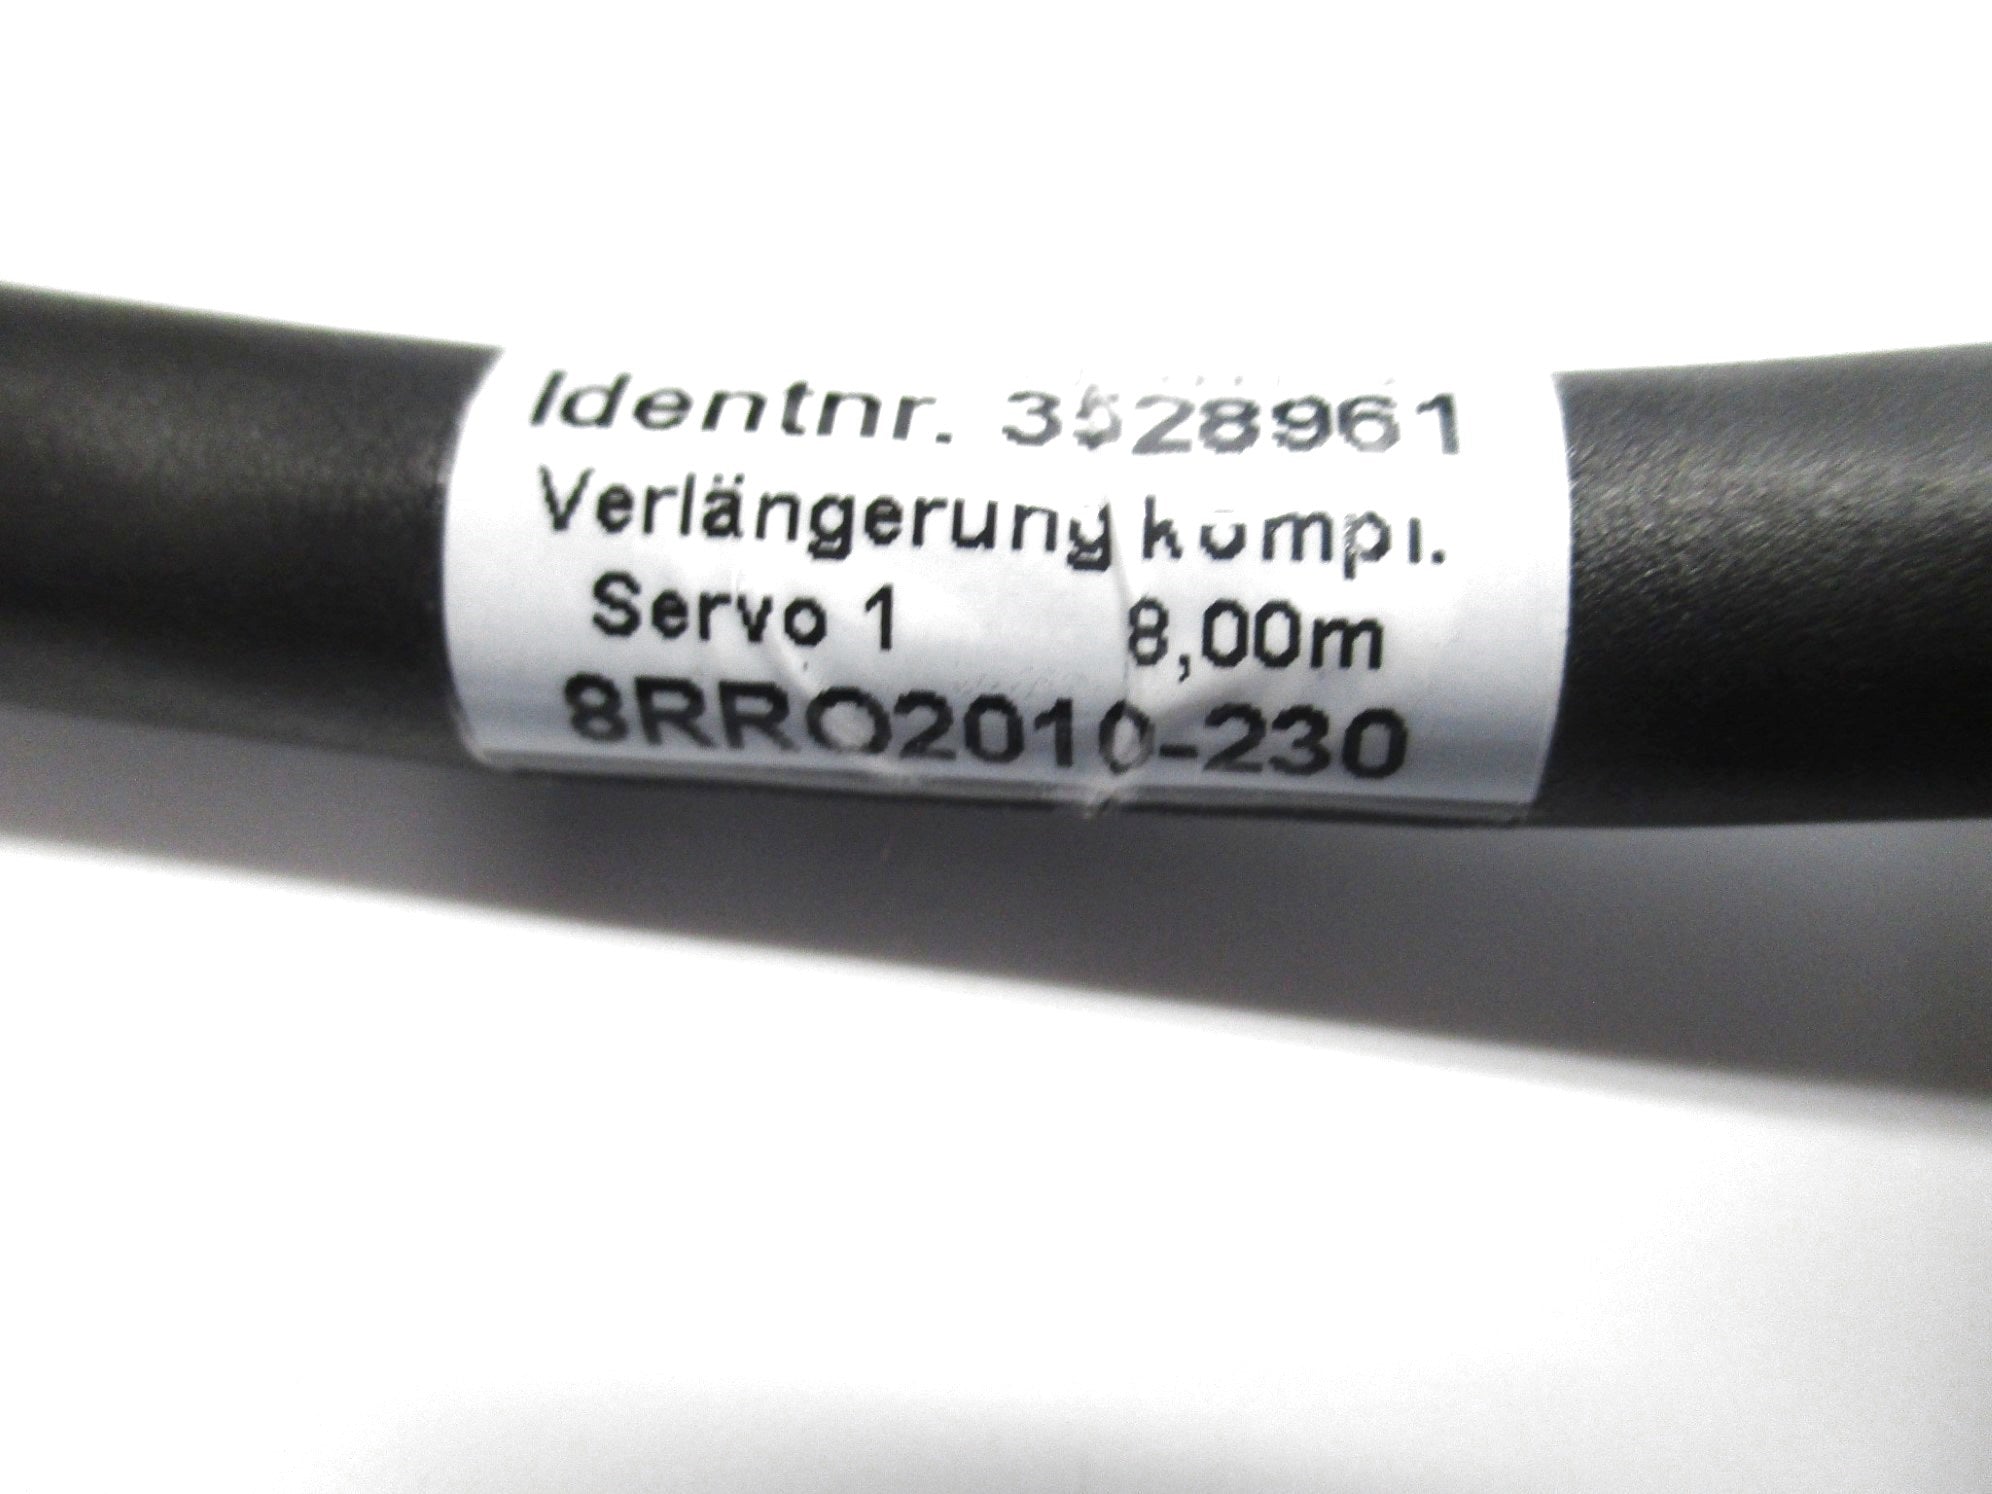 Identnr. 3528961
Verlängerung kompl.
Servo 1 8,00m
8RRO2010-230